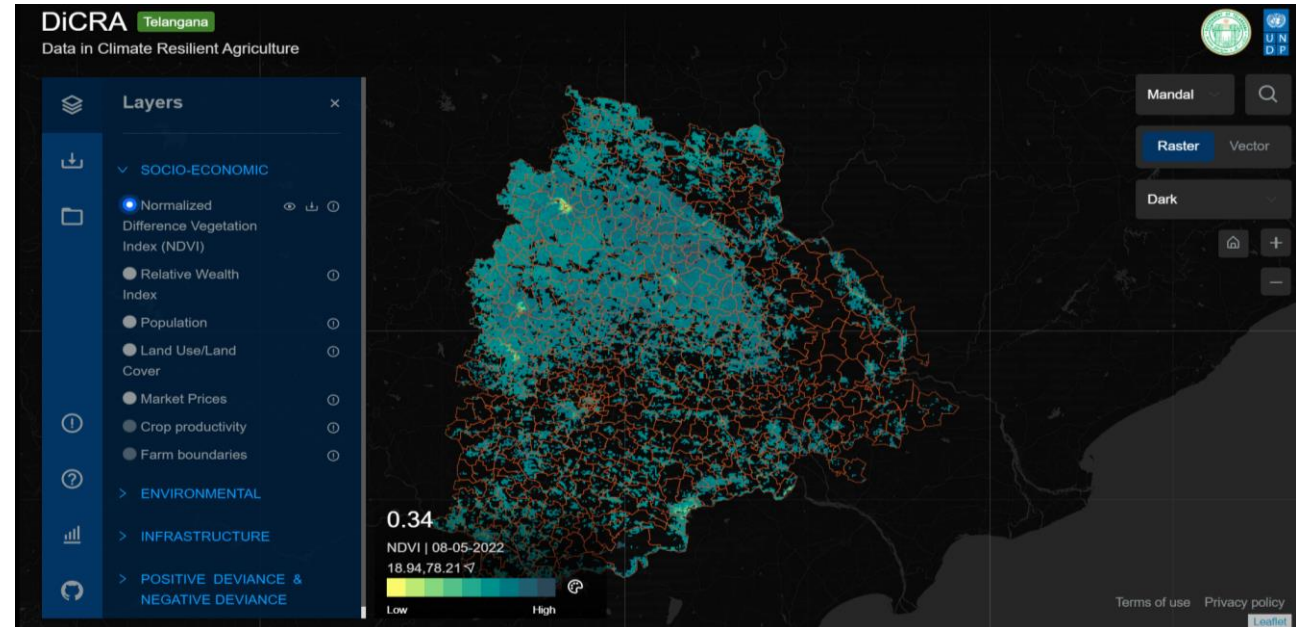 DiCRA Telangana
Data in Climate Resilient Agriculture
UN
DP
Layers ×
SOCIO-ECONOMIC
Normalized
Difference Vegetation
Index (NDVI)
Relative Wealth
Index
Population
Land Use/Land
Cover
Market Prices
Crop productivity
Farm boundaries
> ENVIRONMENTAL
> INFRASTRUCTURE
> POSITIVE DEVIANCE &
NEGATIVE DEVIANCE
0.34
NDVI | 08-05-2022
18.94,78.21
Low High
Mandal
Raster Vector
Dark
+
−
Terms of use Privacy policy
Leaflet